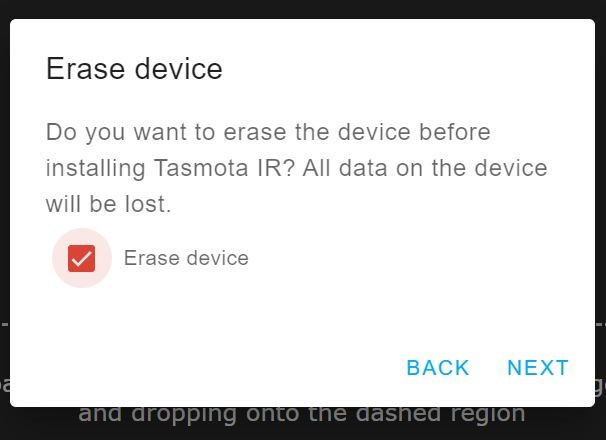 Erase device
Do you want to erase the device before
installing Tasmota IR? All data on the device
will be lost.
Erase device
BACK NEXT
and dropping onto the dashed region